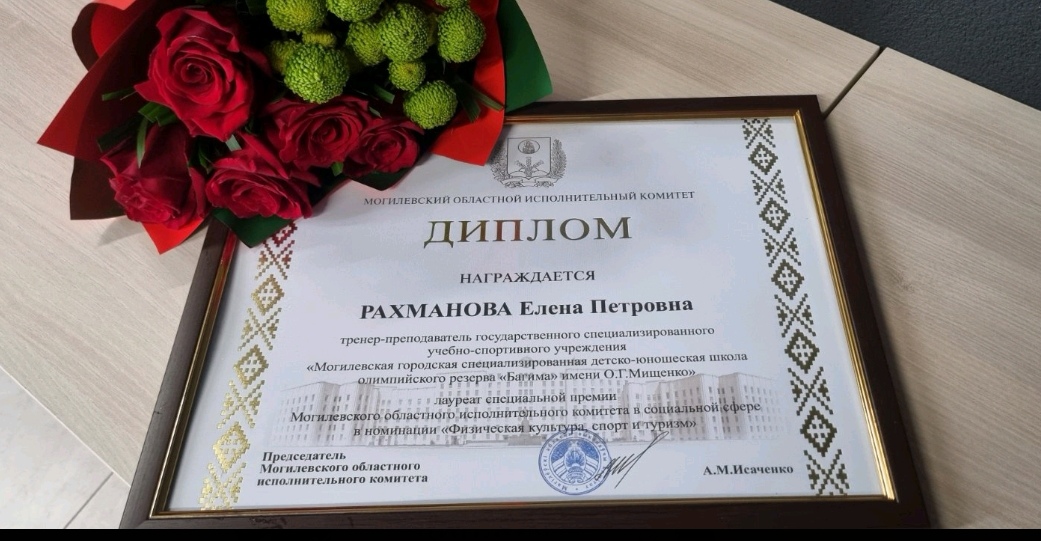 МОГИЛЕВСКИЙ ОБЛАСТНОЙ ИСПОЛНИТЕЛЬНЫЙ КОМИТЕТ
ДИПЛОМ
НАГРАЖДАЕТСЯ
РАХМАНОВА Елена Петровна
тренер-преподаватель государственного специализированного
учебно-спортивного учреждения
«Могилевская городская специализированная детско-юношеская школа
олимпийского резерва «Багима» имени О.Г.Мищенко»
лауреат специальной премии
Могилевского областного исполнительного комитета в социальной сфере
в номинации «Физическая культура, спорт и туризм»
Председатель
Могилевского областного
исполнительного комитета
А.М.Исаченко